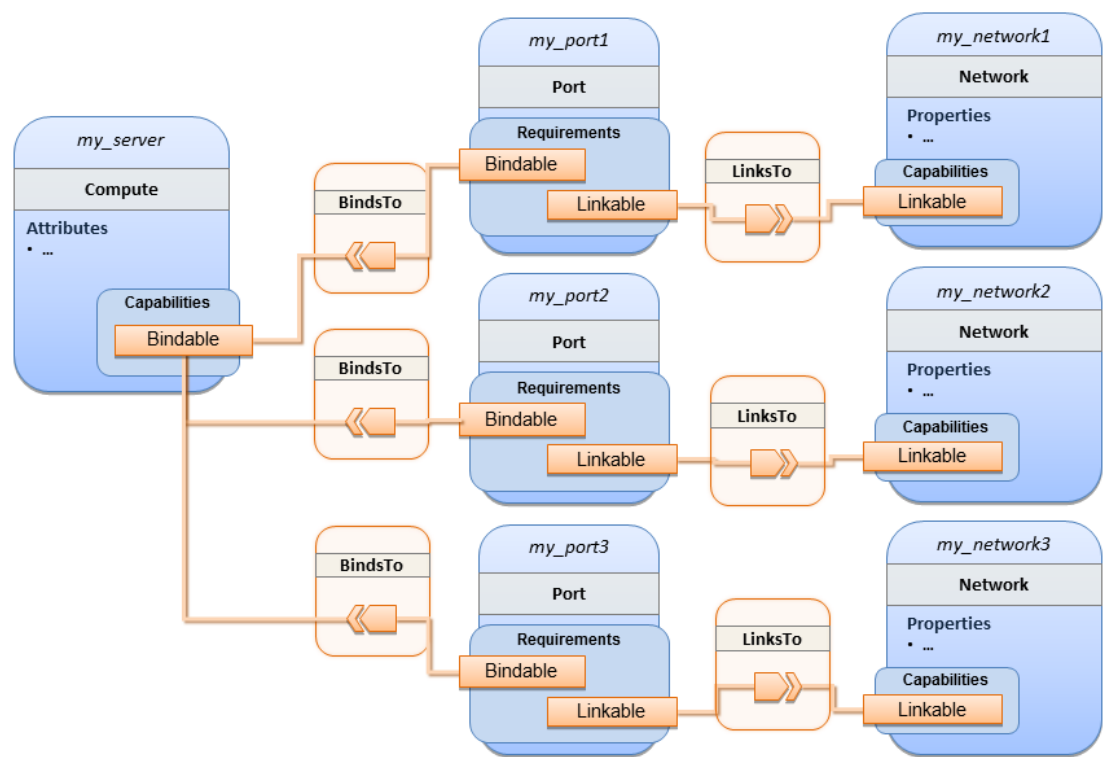 my_server
Compute
Attributes
• ...
Capabilities
Bindable
BindsTo
BindsTo
BindsTo
my_port1
Port
Requirements
Bindable
Linkable
my_port2
Port
Requirements
Bindable
Linkable
my_port3
Port
Requirements
Bindable
Linkable
LinksTo
LinksTo
LinksTo
my_network1
Network
Properties
• ...
Capabilities
Linkable
my_network2
Network
Properties
• ...
Capabilities
Linkable
my_network3
Network
Properties
• ...
Capabilities
Linkable